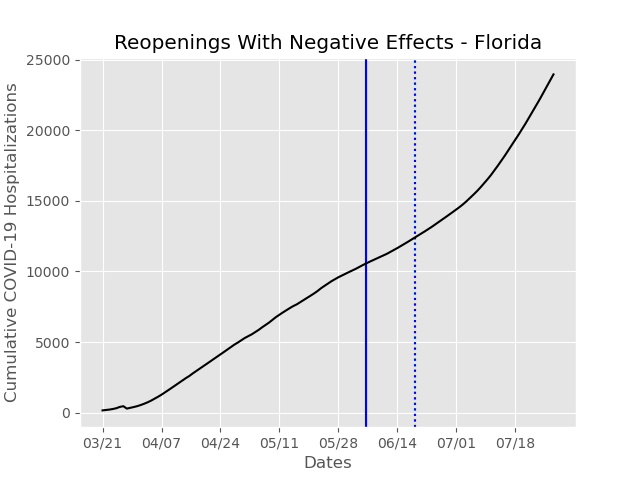 Reopenings With Negative Effects - Florida
Cumulative COVID-19 Hospitalizations
25000
20000
15000
10000
5000
0
03/21 04/07 04/24 05/11 05/28 06/14 07/01 07/18
Dates